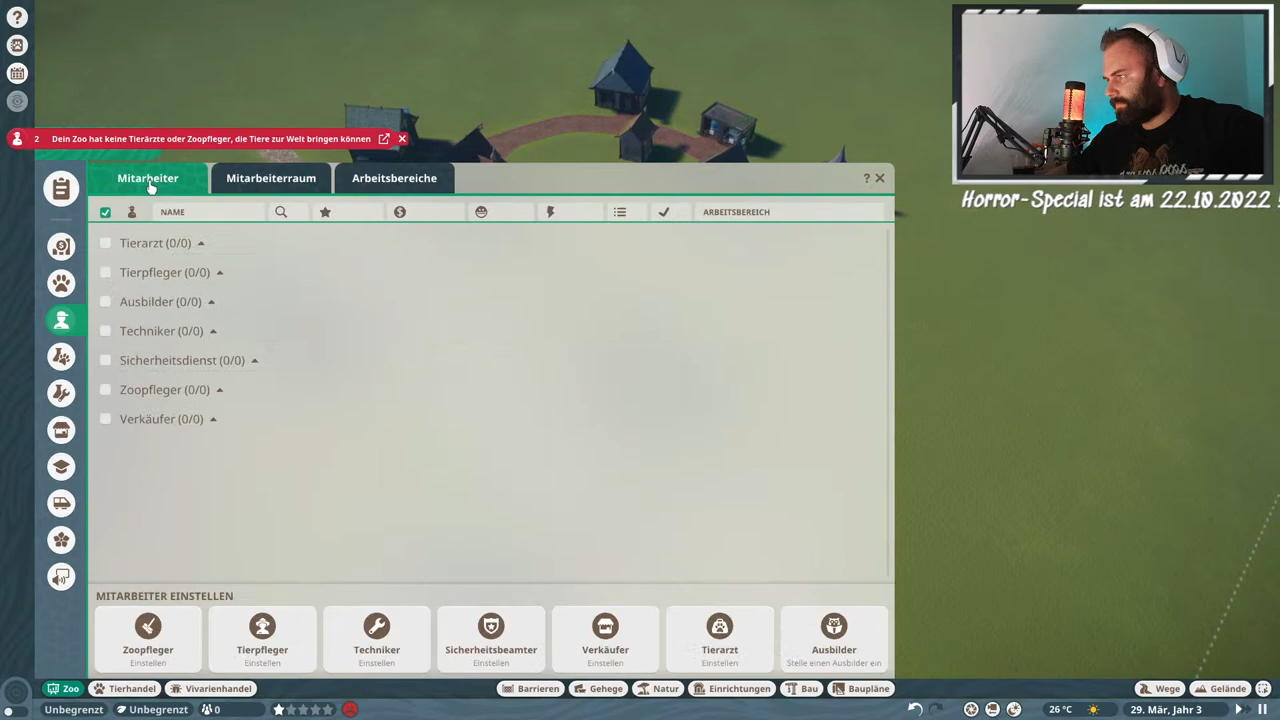 ?
2 Dein Zoo hat keine Tierärzte oder Zoopfleger, die Tiere zur Welt bringen können
Horror-Special ist am 22.10.2022
Mitarbeiter Mitarbeiterraum Arbeitsbereiche ?
NAME ARBEITSBEREICH
Tierarzt (0/0)
Tierpfleger (0/0)
Ausbilder (0/0)
Techniker (0/0)
Sicherheitsdienst (0/0)
Zoopfleger (0/0)
Verkäufer (0/0)
MITARBEITER EINSTELLEN
Zoopfleger Tierpfleger Techniker Sicherheitsbeamter Verkäufer Tierarzt Ausbilder
Einstellen Einstellen Einstellen Einstellen Einstellen Einstellen Stelle einen Ausbilder ein
Zoo Tierhandel Vivarienhandel Barrieren Gehege Natur Einrichtungen Bau Baupläne Wege Gelände
Unbegrenzt Unbegrenzt 0 26 °C 29. Mär, Jahr 3